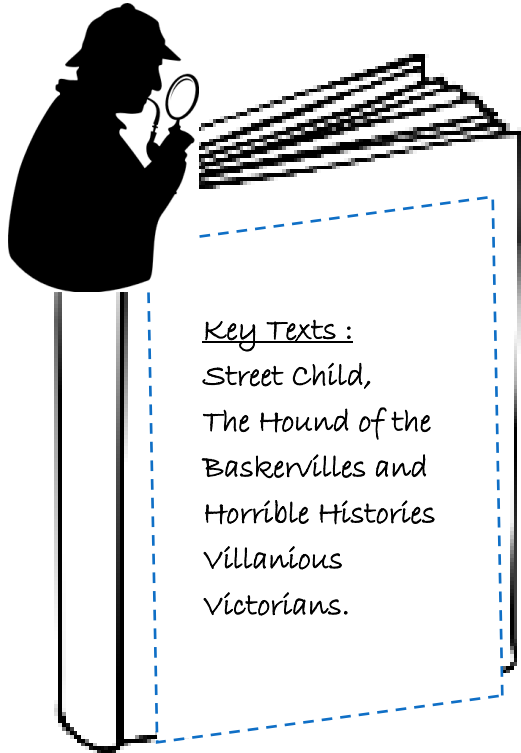 Key Texts :
Street Child,
The Hound of the
Baskervilles and
Horrible Histories
Villanious
Victorians.